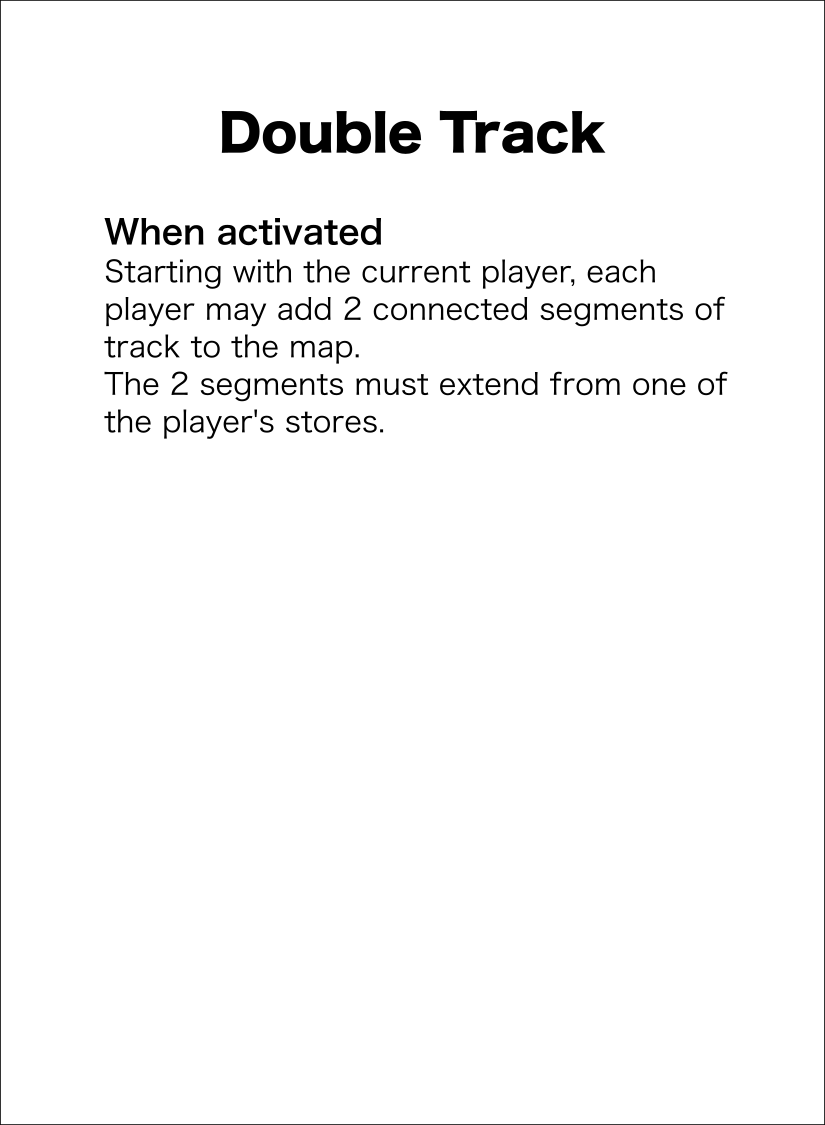 Double Track
When activated
Starting with the current player, each
player may add 2 connected segments of
track to the map.
The 2 segments must extend from one of
the player's stores.